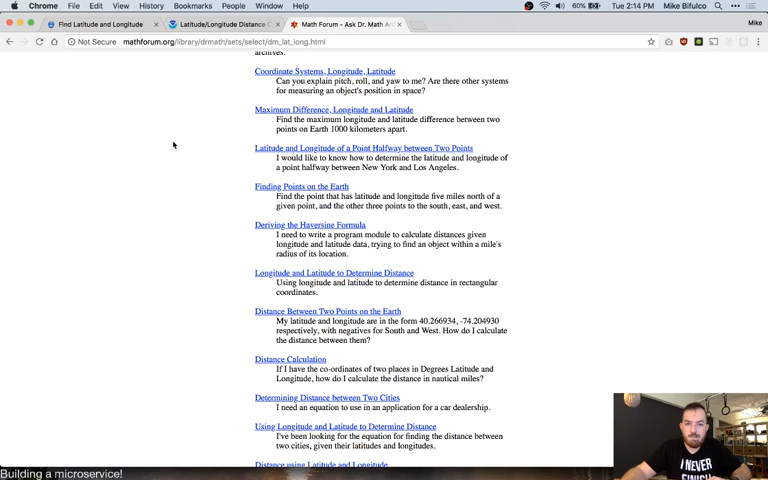 Chrome File Edit View History Bookmarks People Window Help
60% Tue 2:14 PM Mike Bifulco
Find Latitude and Longitude
Latitude/Longitude Distance C
Math Forum - Ask Dr. Math Ar
Mike
Not Secure mathforum.org/library/drmath/sets/select/dm_lat_long.html
archives.
Coordinate Systems, Longitude, Latitude
Can you explain pitch, roll, and yaw to me? Are there other systems
for measuring an object's position in space?
Maximum Difference, Longitude and Latitude
Find the maximum longitude and latitude difference between two
points on Earth 1000 kilometers apart.
Latitude and Longitude of a Point Halfway between Two Points
I would like to know how to determine the latitude and longitude of
a point halfway between New York and Los Angeles.
Finding Points on the Earth
Find the point that has latitude and longitude five miles north of a
given point, and the other three points to the south, east, and west.
Deriving the Haversine Formula
I need to write a program module to calculate distances given
longitude and latitude data, trying to find an object within a mile's
radius of its location.
Longitude and Latitude to Determine Distance
Using longitude and latitude to determine distance in rectangular
coordinates.
Distance Between Two Points on the Earth
My latitude and longitude are in the form 40.266934, -74.204930
respectively, with negatives for South and West. How do I calculate
the distance between them?
Distance Calculation
If I have the co-ordinates of two places in Degrees Latitude and
Longitude, how do I calculate the distance in nautical miles?
Determining Distance between Two Cities
I need an equation to use in an application for a car dealership.
Using Longitude and Latitude to Determine Distance
I've been looking for the equation for finding the distance between
two cities, given their latitudes and longitudes.
Distance using Latitude and Longitude
I NEVER
FINISH
Building a microservice!